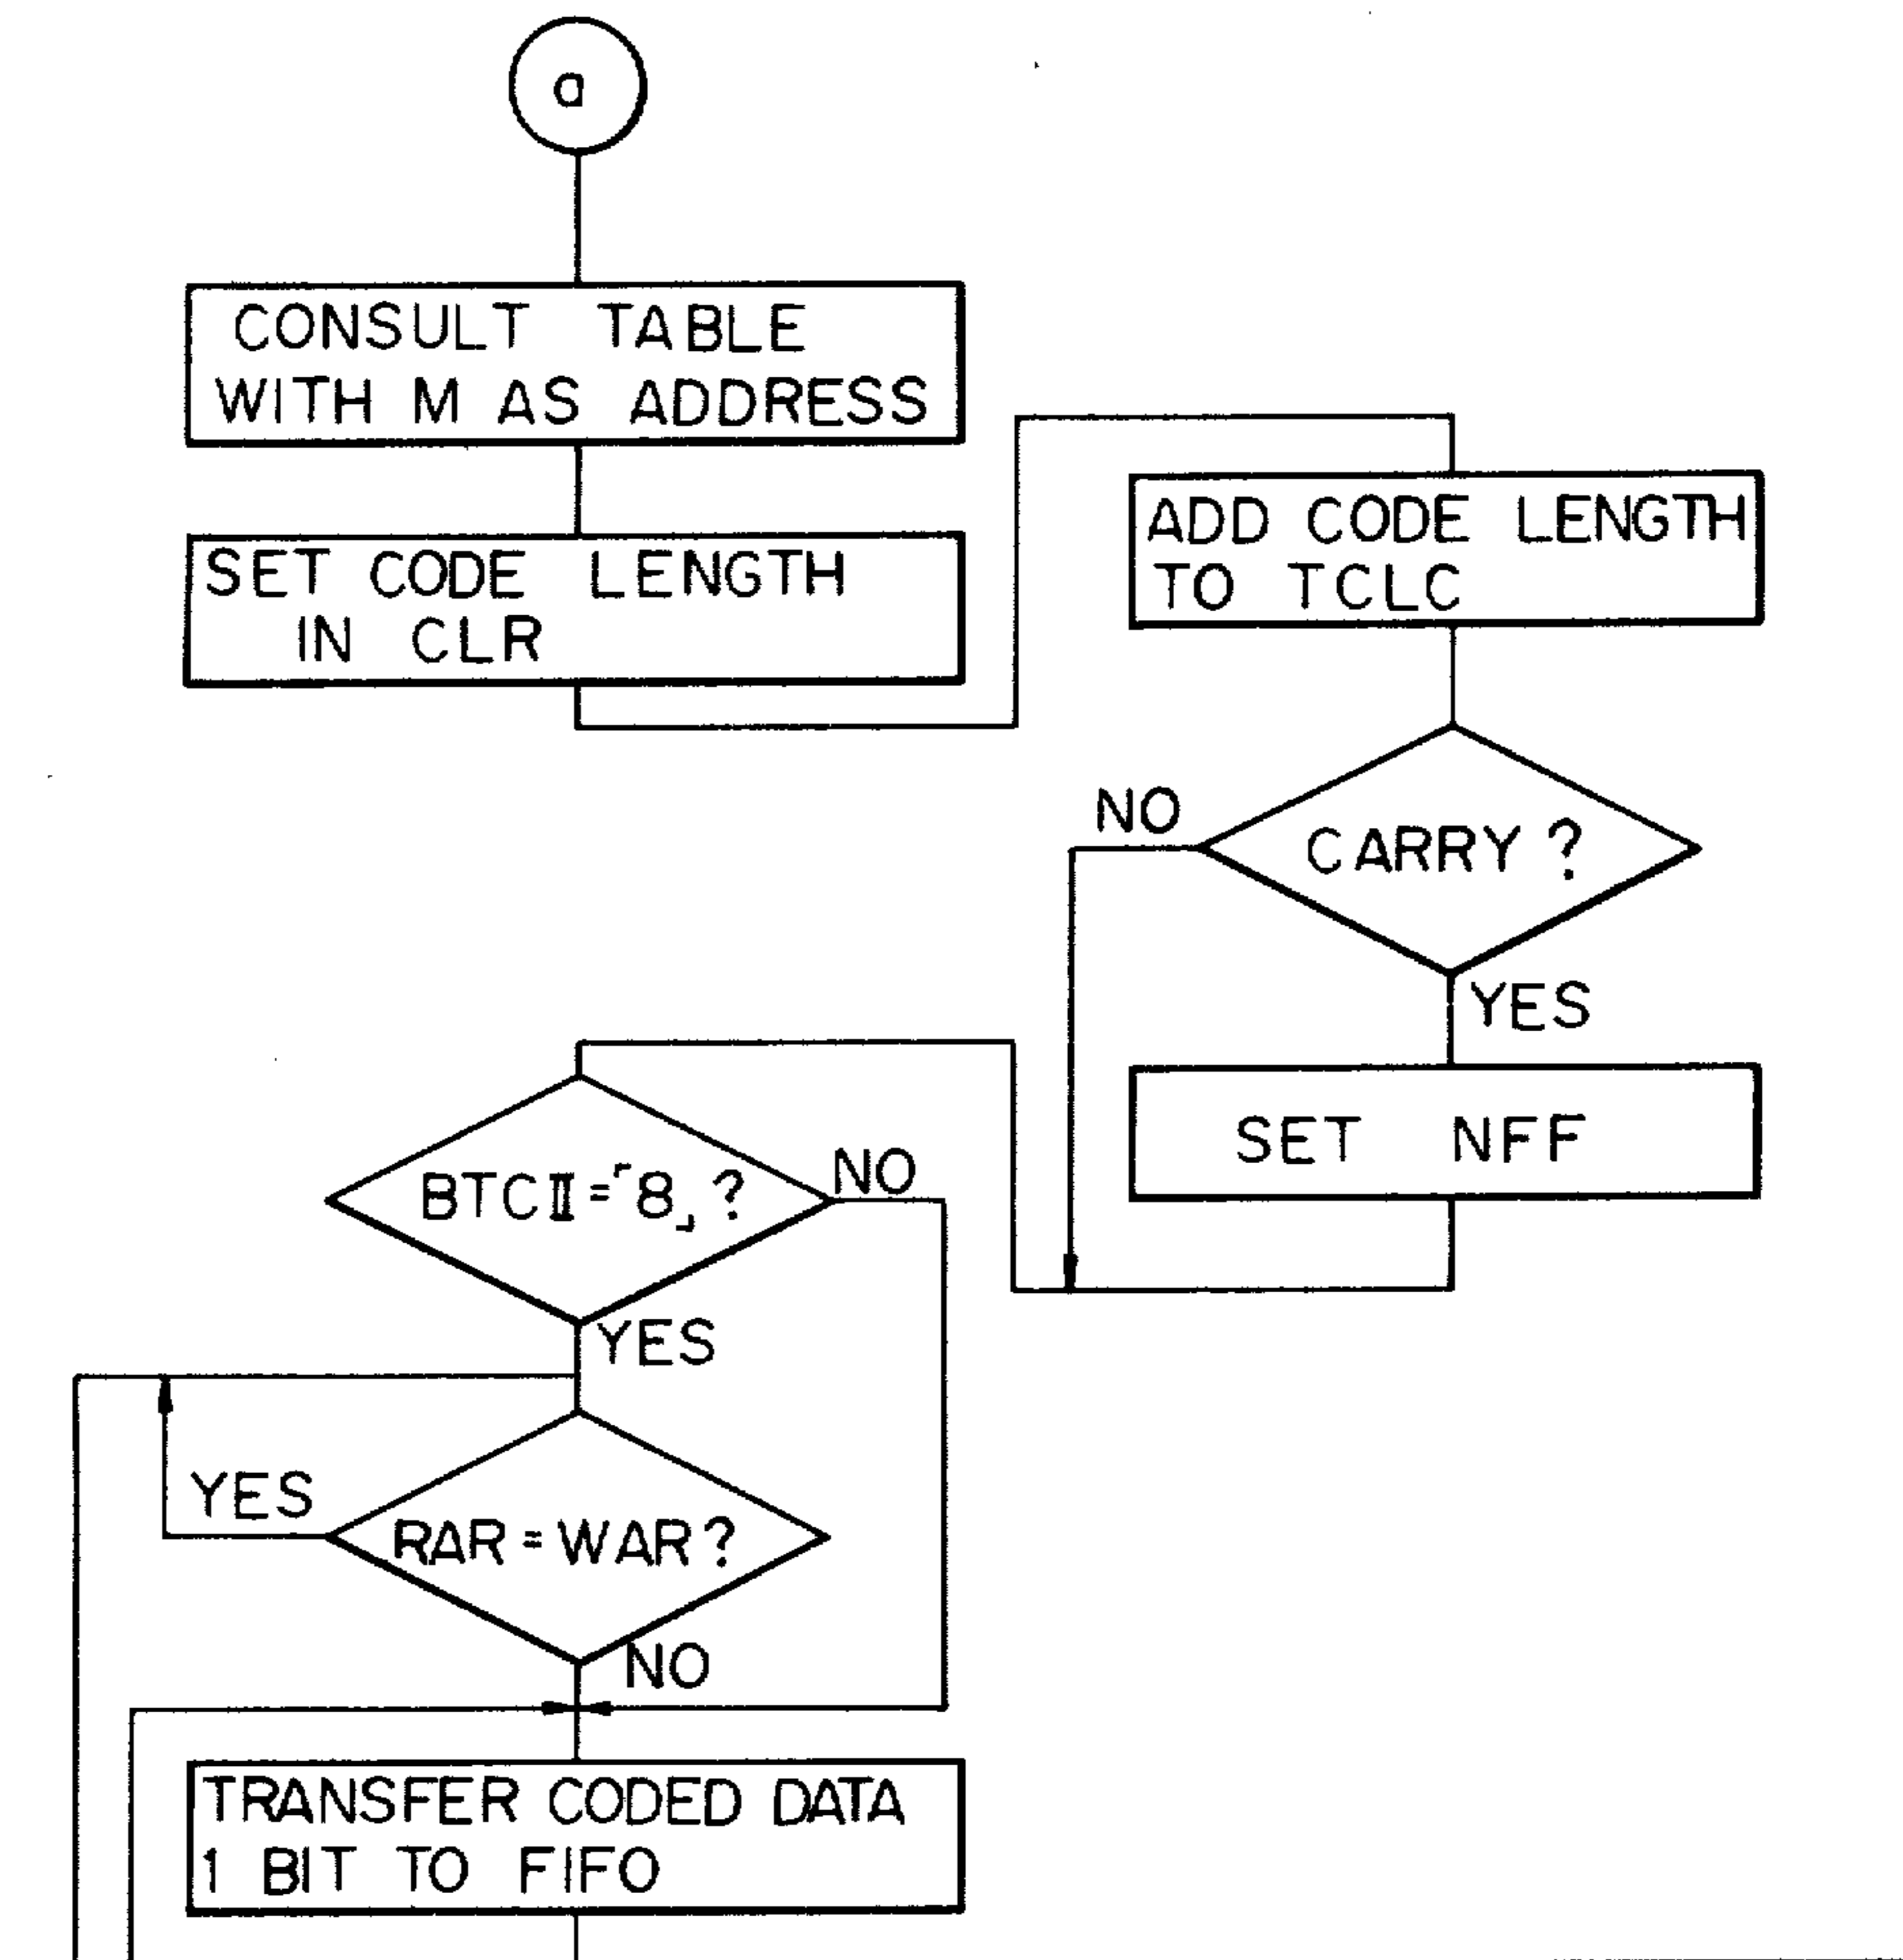 a
CONSULT TABLE
WITH M AS ADDRESS
SET CODE LENGTH
IN CLR
ADD CODE LENGTH
TO TCLC
CARRY ?
NO
YES
SET NFF
BTCⅡ=「8」?
NO
YES
RAR=WAR?
YES
NO
TRANSFER CODED DATA
1 BIT TO FIFO